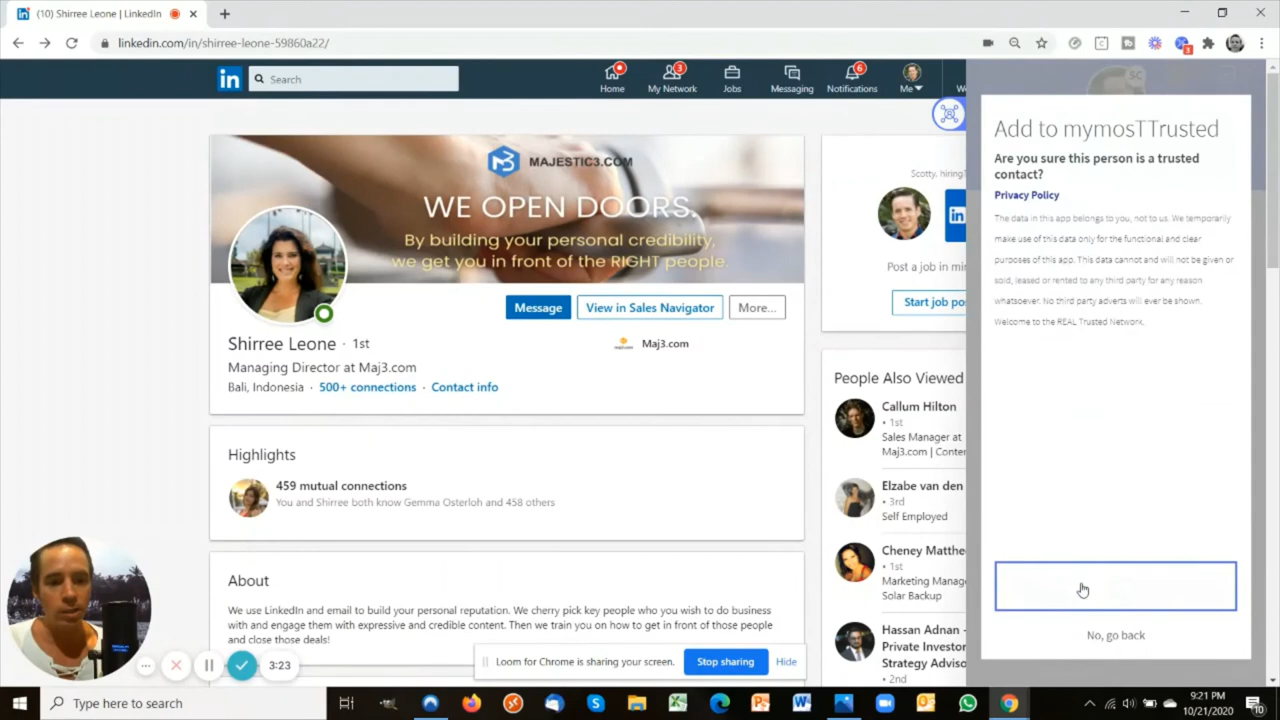 (10) Shirree Leone | LinkedIn
linkedin.com/in/shirree-leone-59860a22/
3
in
Search
Home
3
My Network
Jobs
Messaging
6
Notifications
Me
MAJESTIC3.COM
WE OPEN DOORS.
By building your personal credibility,
we get you in front of the RIGHT people.
Message
View in Sales Navigator
More...
Shirree Leone · 1st
Maj3.com
Managing Director at Maj3.com
Bali, Indonesia · 500+ connections · Contact info
Highlights
459 mutual connections
You and Shirree both know Gemma Osterloh and 458 others
About
We use LinkedIn and email to build your personal reputation. We cherry pick key people who you wish to do business
with and engage them with expressive and credible content. Then we train you on how to get in front of those people
and close those deals!
Scotty, hiring?
in
Post a job in min
Start job pos
People Also Viewed
Callum Hilton
• 1st
Sales Manager at
Maj3.com | Conten
Elzabe van den
• 3rd
Self Employed
Cheney Matthe
• 1st
Marketing Manag
Solar Backup
Hassan Adnan -
Private Investor
Strategy Adviso
• 2nd
SC
Add to mymosTTrusted
Are you sure this person is a trusted
contact?
Privacy Policy
The data in this app belongs to you, not to us. We temporarily
make use of this data only for the functional and clear
purposes of this app. This data cannot and will not be given or
sold, leased or rented to any third party for any reason
whatsoever. No third party adverts will ever be shown.
Welcome to the REAL Trusted Network.
No, go back
3:23
Loom for Chrome is sharing your screen.
Stop sharing
Hide
Type here to search
9:21 PM
10/21/2020
10